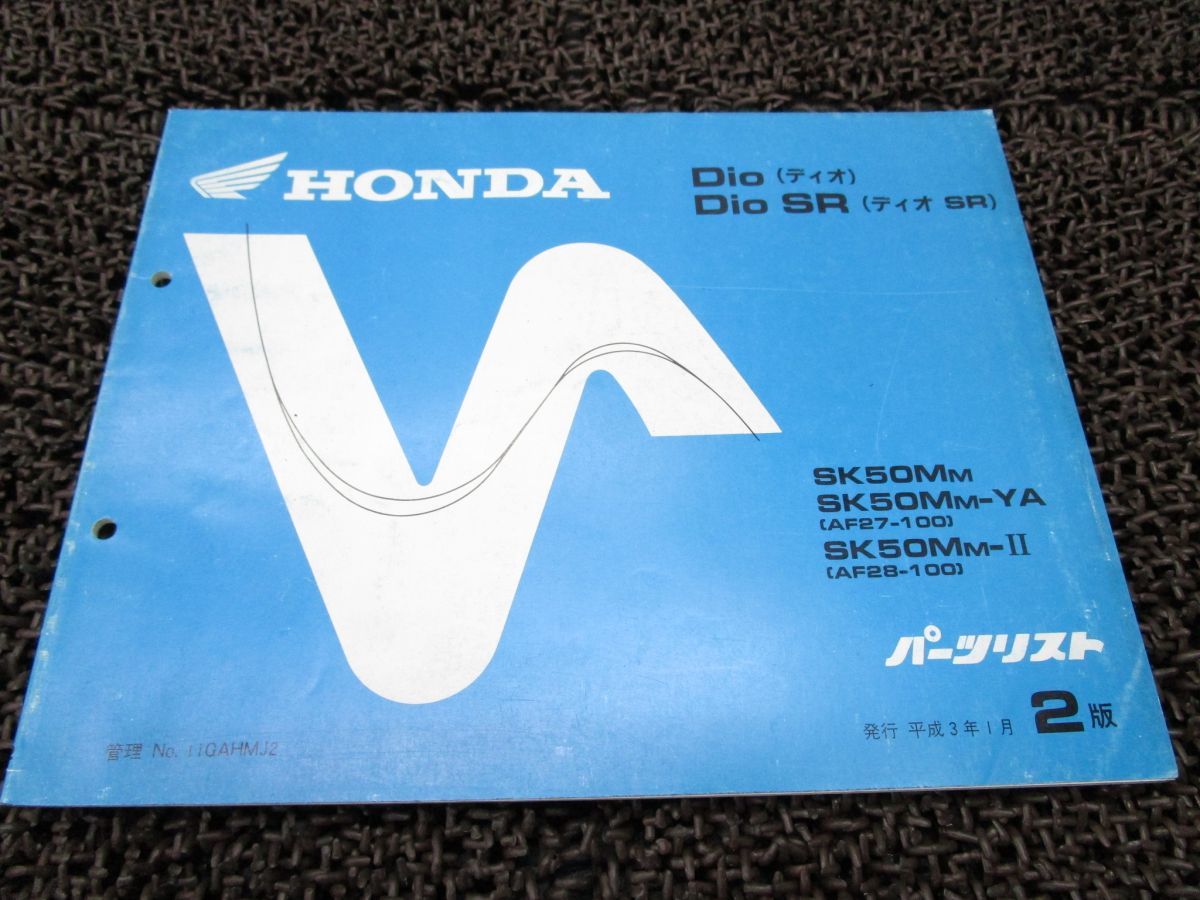 HONDA
Dio (ディオ)
Dio SR (ディオ SR)
SK50MM
SK50MM-YA
(AF27-100)
SK50MM-II
(AF28-100)
パーツリスト
発行 平成3年1月 2版
管理 No. 11GAHMJ2